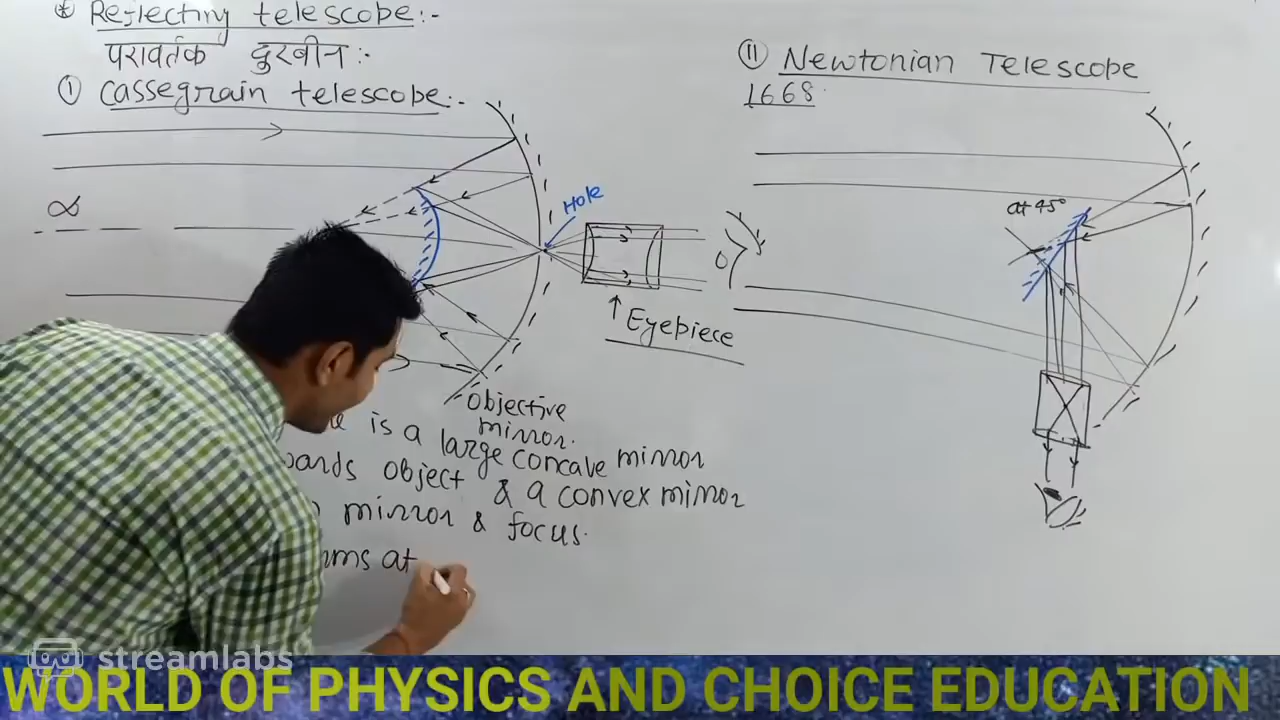 * Reflecting telescope:-
परावर्तक दुरबीन:-
① Cassegrain telescope:-
∞
Hole
Eyepiece
objective
mirror.
is a large concave mirror
object & a convex mirror
mirror & focus.
at
② Newtonian Telescope
1668
at 45°
streamlabs
WORLD OF PHYSICS AND CHOICE EDUCATION